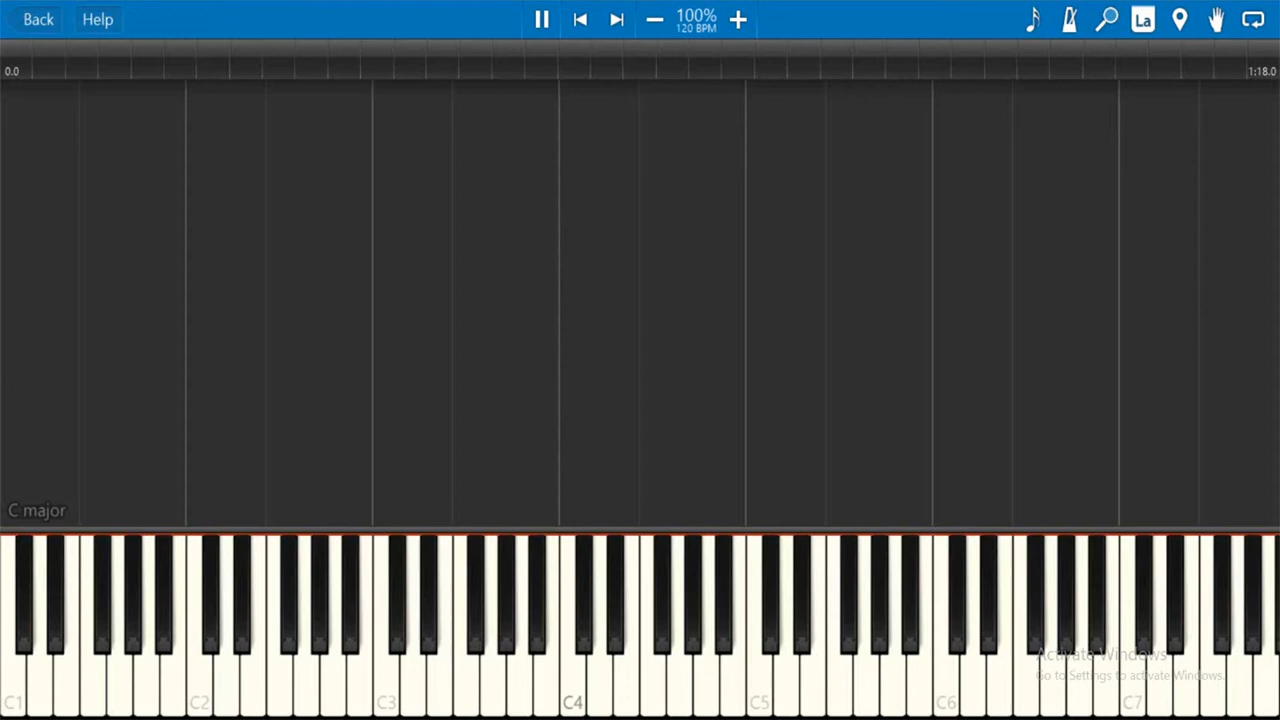 Back Help 100% La
120 BPM
0.0 1:18.0
C major
Activate Windows
Go to Settings to activate Windows.
C1 C2 C3 C4 C5 C6 C7